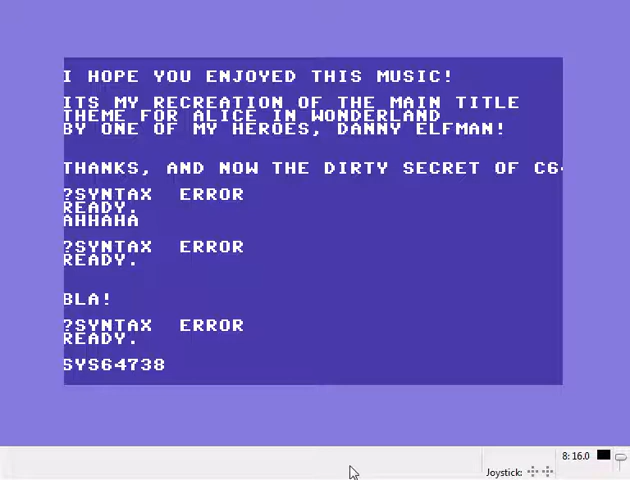 I HOPE YOU ENJOYED THIS MUSIC!
ITS MY RECREATION OF THE MAIN TITLE
THEME FOR ALICE IN WONDERLAND
BY ONE OF MY HEROES, DANNY ELFMAN!
THANKS, AND NOW THE DIRTY SECRET OF
?SYNTAX ERROR
READY.
AHHAHA
?SYNTAX ERROR
READY.
BLA!
?SYNTAX ERROR
READY.
SYS64738
8: 16.0
Joystick: